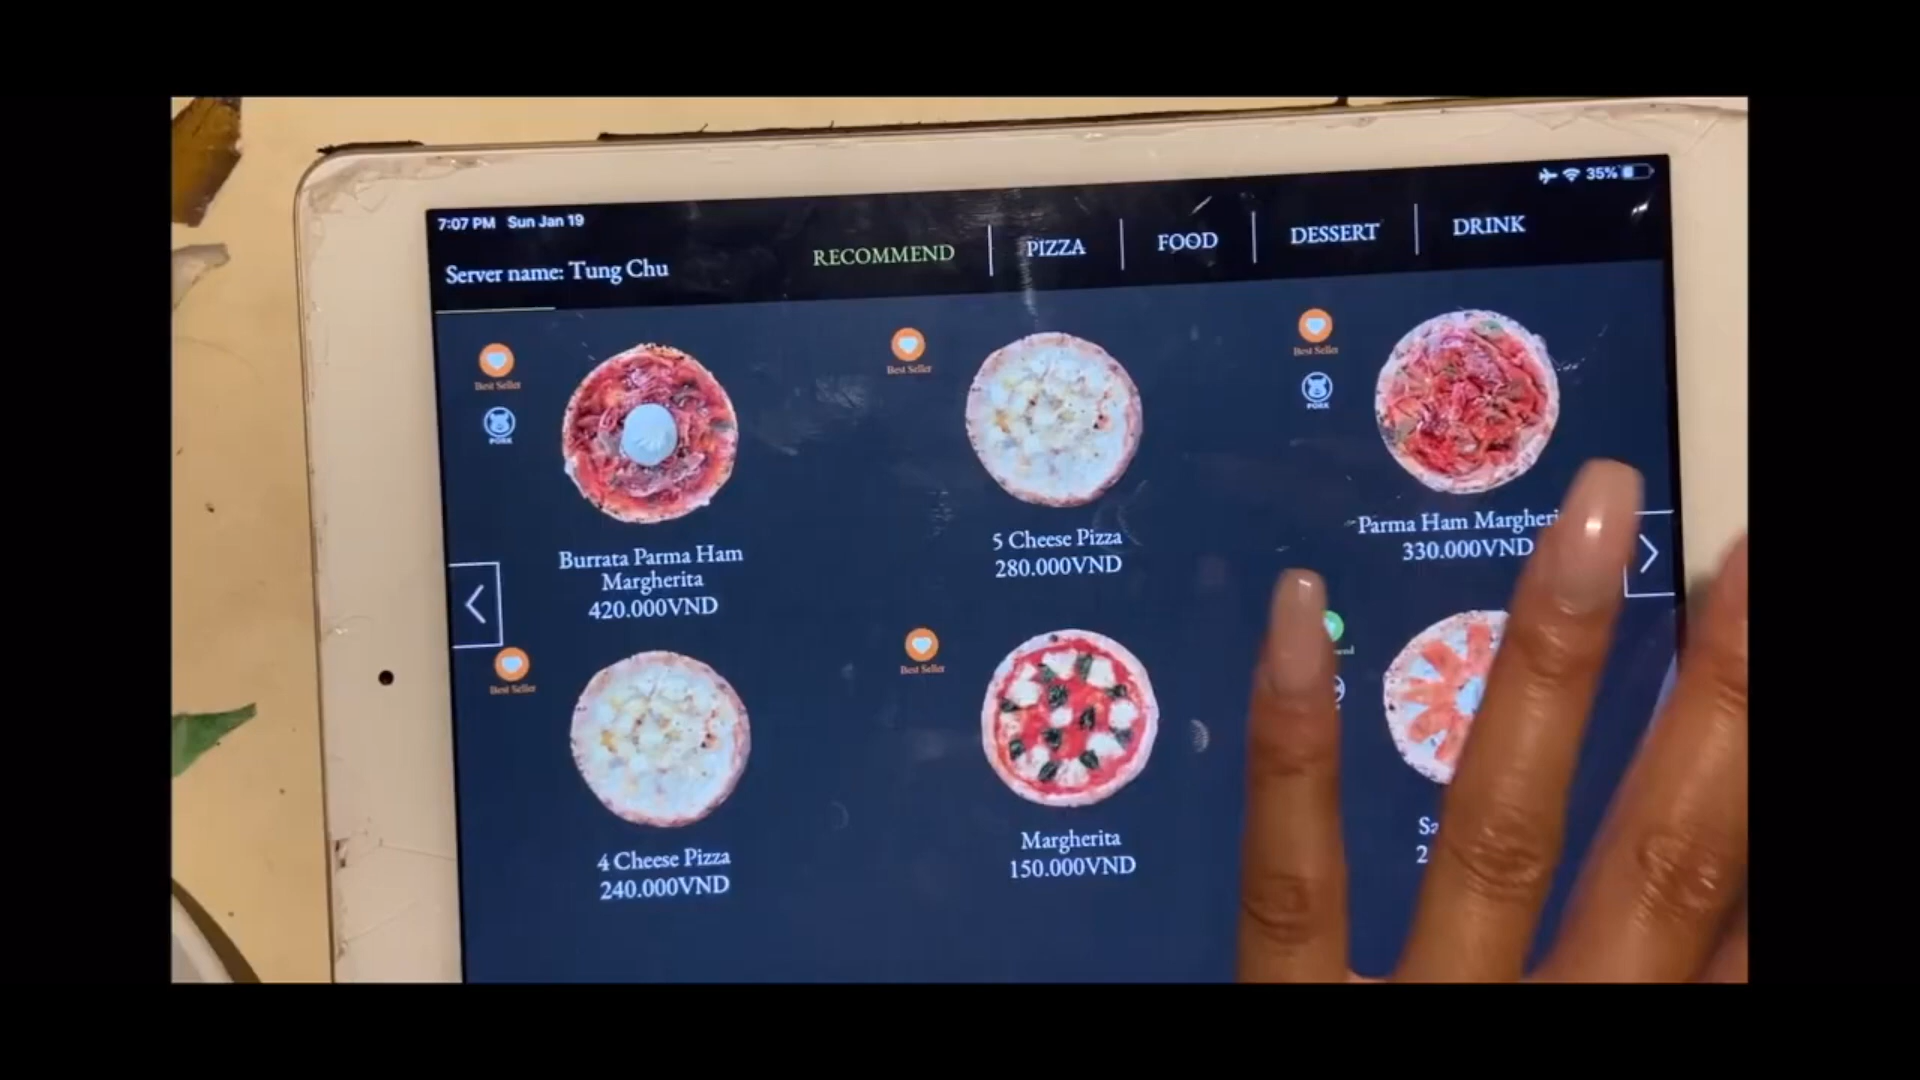 7:07 PM Sun Jan 19
35%
Server name: Tung Chu
RECOMMEND
PIZZA
FOOD
DESSERT
DRINK
Best Seller
PORK
Burrata Parma Ham
Margherita
420.000VND
Best Seller
5 Cheese Pizza
280.000VND
Best Seller
PORK
Parma Ham
330.000VND
Best Seller
4 Cheese Pizza
240.000VND
Best Seller
Margherita
150.000VND